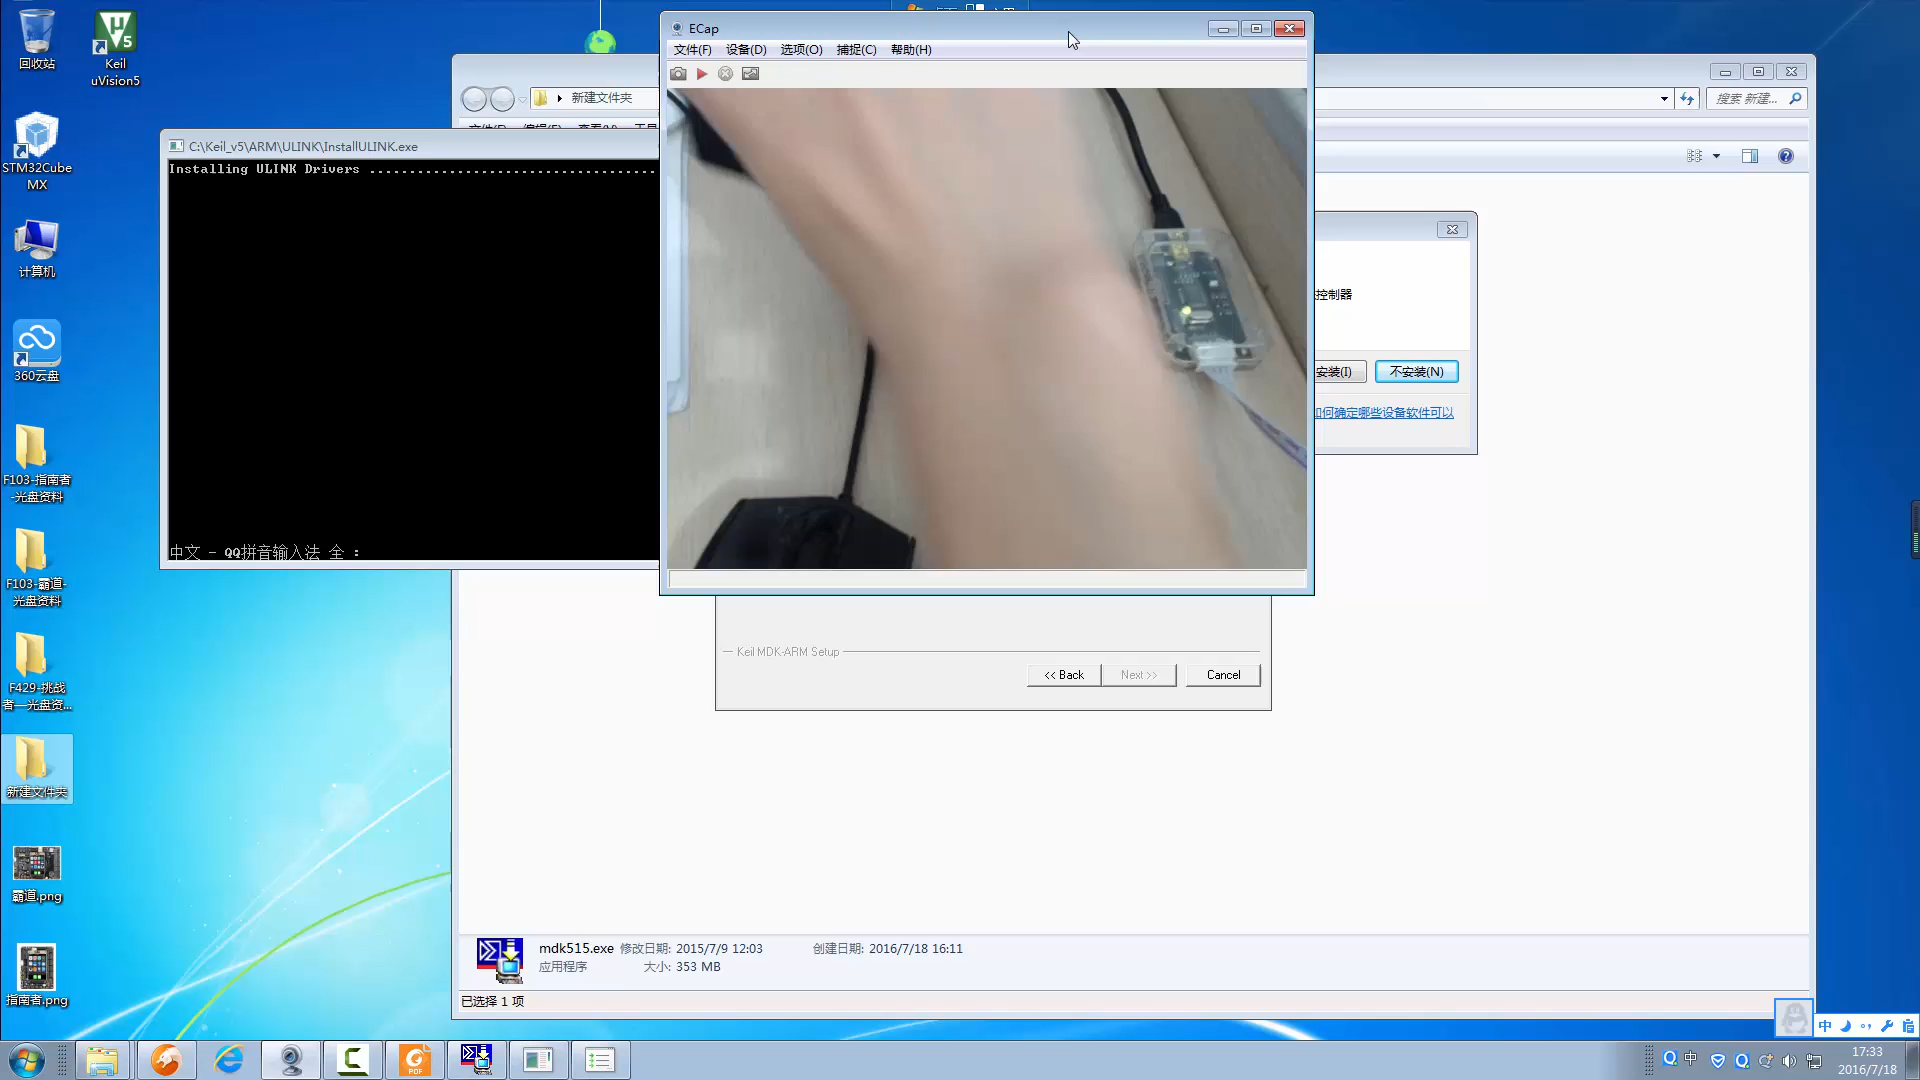 回收站
Keil
uVision5
STM32Cube
MX
计算机
360云盘
F103-指南者
-光盘资料
F103-霸道-
光盘资料
F429-挑战
者—光盘资...
新建文件夹
霸道.png
指南者.png
C:\Keil_v5\ARM\ULINK\InstallULINK.exe
Installing ULINK Drivers ....................................
中文 - QQ拼音输入法 全 :
ECap
文件(F) 设备(D) 选项(O) 捕捉(C) 帮助(H)
新建文件夹
搜索 新建...
控制器
安装(I) 不安装(N)
如何确定哪些设备软件可以
Keil MDK-ARM Setup
<< Back Next >> Cancel
mdk515.exe 修改日期: 2015/7/9 12:03 创建日期: 2016/7/18 16:11
应用程序 大小: 353 MB
已选择 1 项
中
中
17:33
2016/7/18